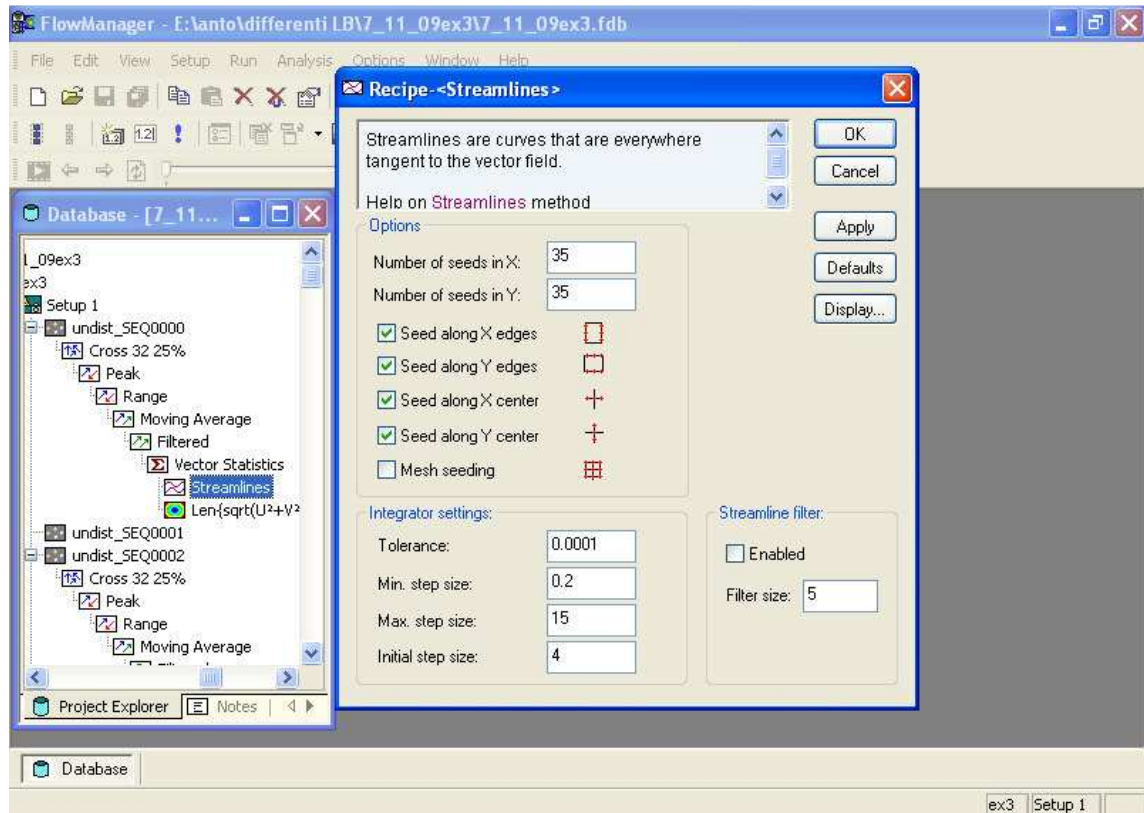 FlowManager - E:\anto\differenti LB\7_11_09ex3\7_11_09ex3.fdb
File Edit View Setup Run Analysis Options Window Help
Recipe-<Streamlines>
Streamlines are curves that are everywhere
tangent to the vector field.
Help on Streamlines method
OK
Cancel
Apply
Defaults
Display...
Options
Number of seeds in X: 35
Number of seeds in Y: 35
Seed along X edges
Seed along Y edges
Seed along X center
Seed along Y center
Mesh seeding
Integrator settings:
Tolerance: 0.0001
Min. step size: 0.2
Max. step size: 15
Initial step size: 4
Streamline filter:
Enabled
Filter size: 5
Database - [7_11...
1_09ex3
ex3
Setup 1
undist_SEQ0000
Cross 32 25%
Peak
Range
Moving Average
Filtered
Vector Statistics
Streamlines
Len{sqrt(U²+V²
undist_SEQ0001
undist_SEQ0002
Cross 32 25%
Peak
Range
Moving Average
Project Explorer Notes
Database
ex3 Setup 1